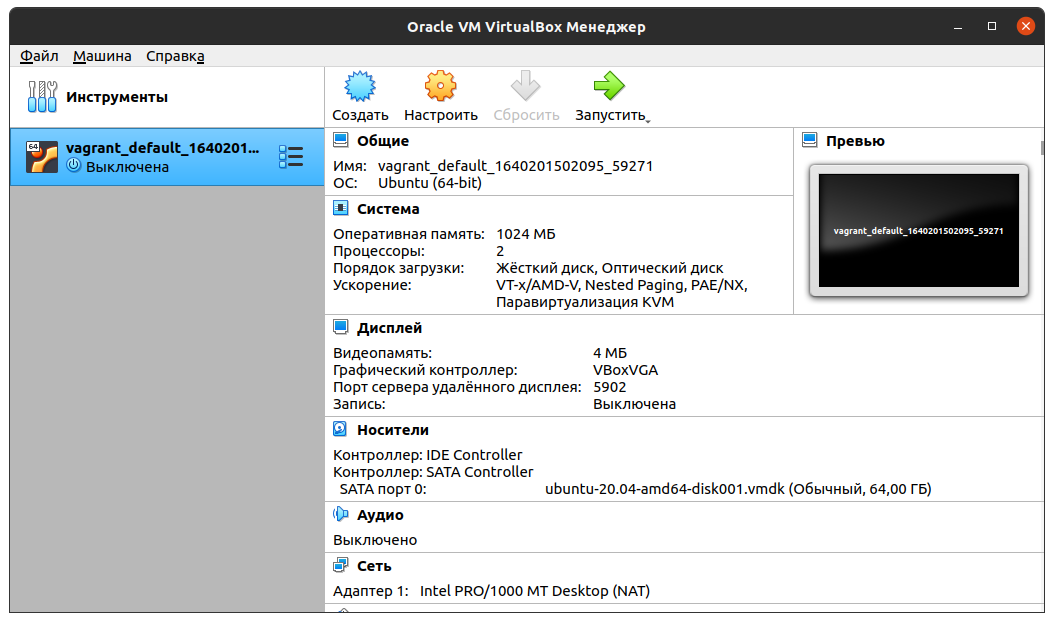 Oracle VM VirtualBox Менеджер
Файл Машина Справка
Инструменты
Создать Настроить Сбросить Запустить
64
vagrant_default_1640201...
Выключена
Общие
Имя: vagrant_default_1640201502095_59271
ОС: Ubuntu (64-bit)
Превью
vagrant_default_1640201502095_59271
Система
Оперативная память: 1024 МБ
Процессоры: 2
Порядок загрузки: Жёсткий диск, Оптический диск
Ускорение: VT-x/AMD-V, Nested Paging, PAE/NX,
Паравиртуализация KVM
Дисплей
Видеопамять: 4 МБ
Графический контроллер: VBoxVGA
Порт сервера удалённого дисплея: 5902
Запись: Выключена
Носители
Контроллер: IDE Controller
Контроллер: SATA Controller
SATA порт 0: ubuntu-20.04-amd64-disk001.vmdk (Обычный, 64,00 ГБ)
Аудио
Выключено
Сеть
Адаптер 1: Intel PRO/1000 MT Desktop (NAT)